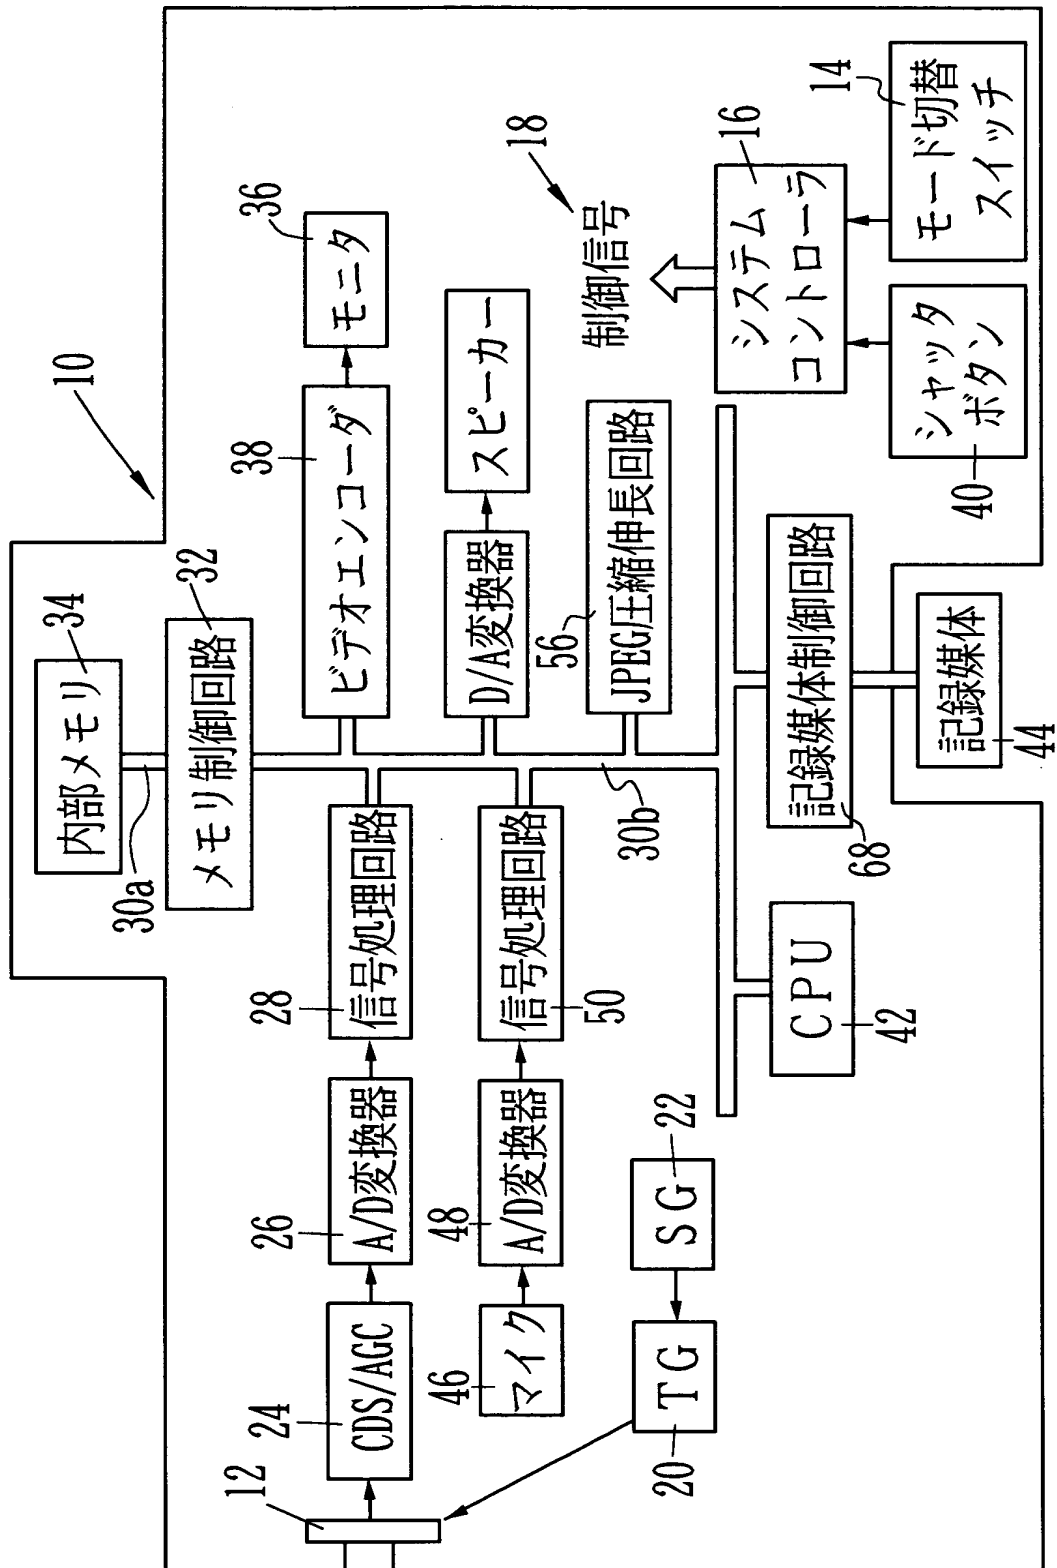 10
34
内部メモリ
30a
32
メモリ制御回路
12
24
CDS/AGC
26
A/D変換器
28
信号処理回路
38
ビデオエンコーダ
36
モニタ
46
マイク
48
A/D変換器
50
信号処理回路
D/A変換器
スピーカー
30b
56
JPEG圧縮伸長回路
制御信号
18
20
TG
SG
22
CPU
42
68
記録媒体制御回路
記録媒体
44
システム
コントローラ
16
シャッタ
ボタン
40
モード切替
スイッチ
14